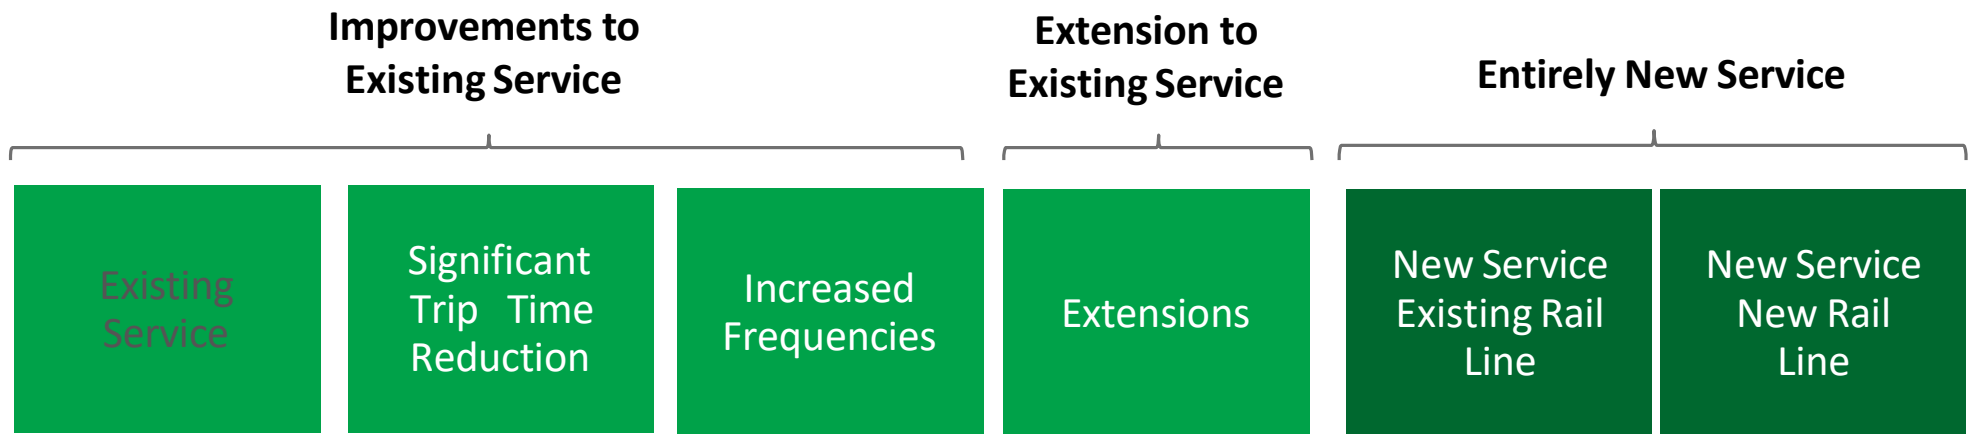 Improvements to
Existing Service
Extension to
Existing Service
Entirely New Service
Existing
Service
Significant
Trip Time
Reduction
Increased
Frequencies
Extensions
New Service
Existing Rail
Line
New Service
New Rail
Line